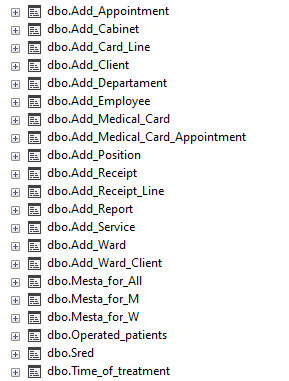 dbo.Add_Appointment
dbo.Add_Cabinet
dbo.Add_Card_Line
dbo.Add_Client
dbo.Add_Departament
dbo.Add_Employee
dbo.Add_Medical_Card
dbo.Add_Medical_Card_Appointment
dbo.Add_Position
dbo.Add_Receipt
dbo.Add_Receipt_Line
dbo.Add_Report
dbo.Add_Service
dbo.Add_Ward
dbo.Add_Ward_Client
dbo.Mesta_for_All
dbo.Mesta_for_M
dbo.Mesta_for_W
dbo.Operated_patients
dbo.Sred
dbo.Time_of_treatment